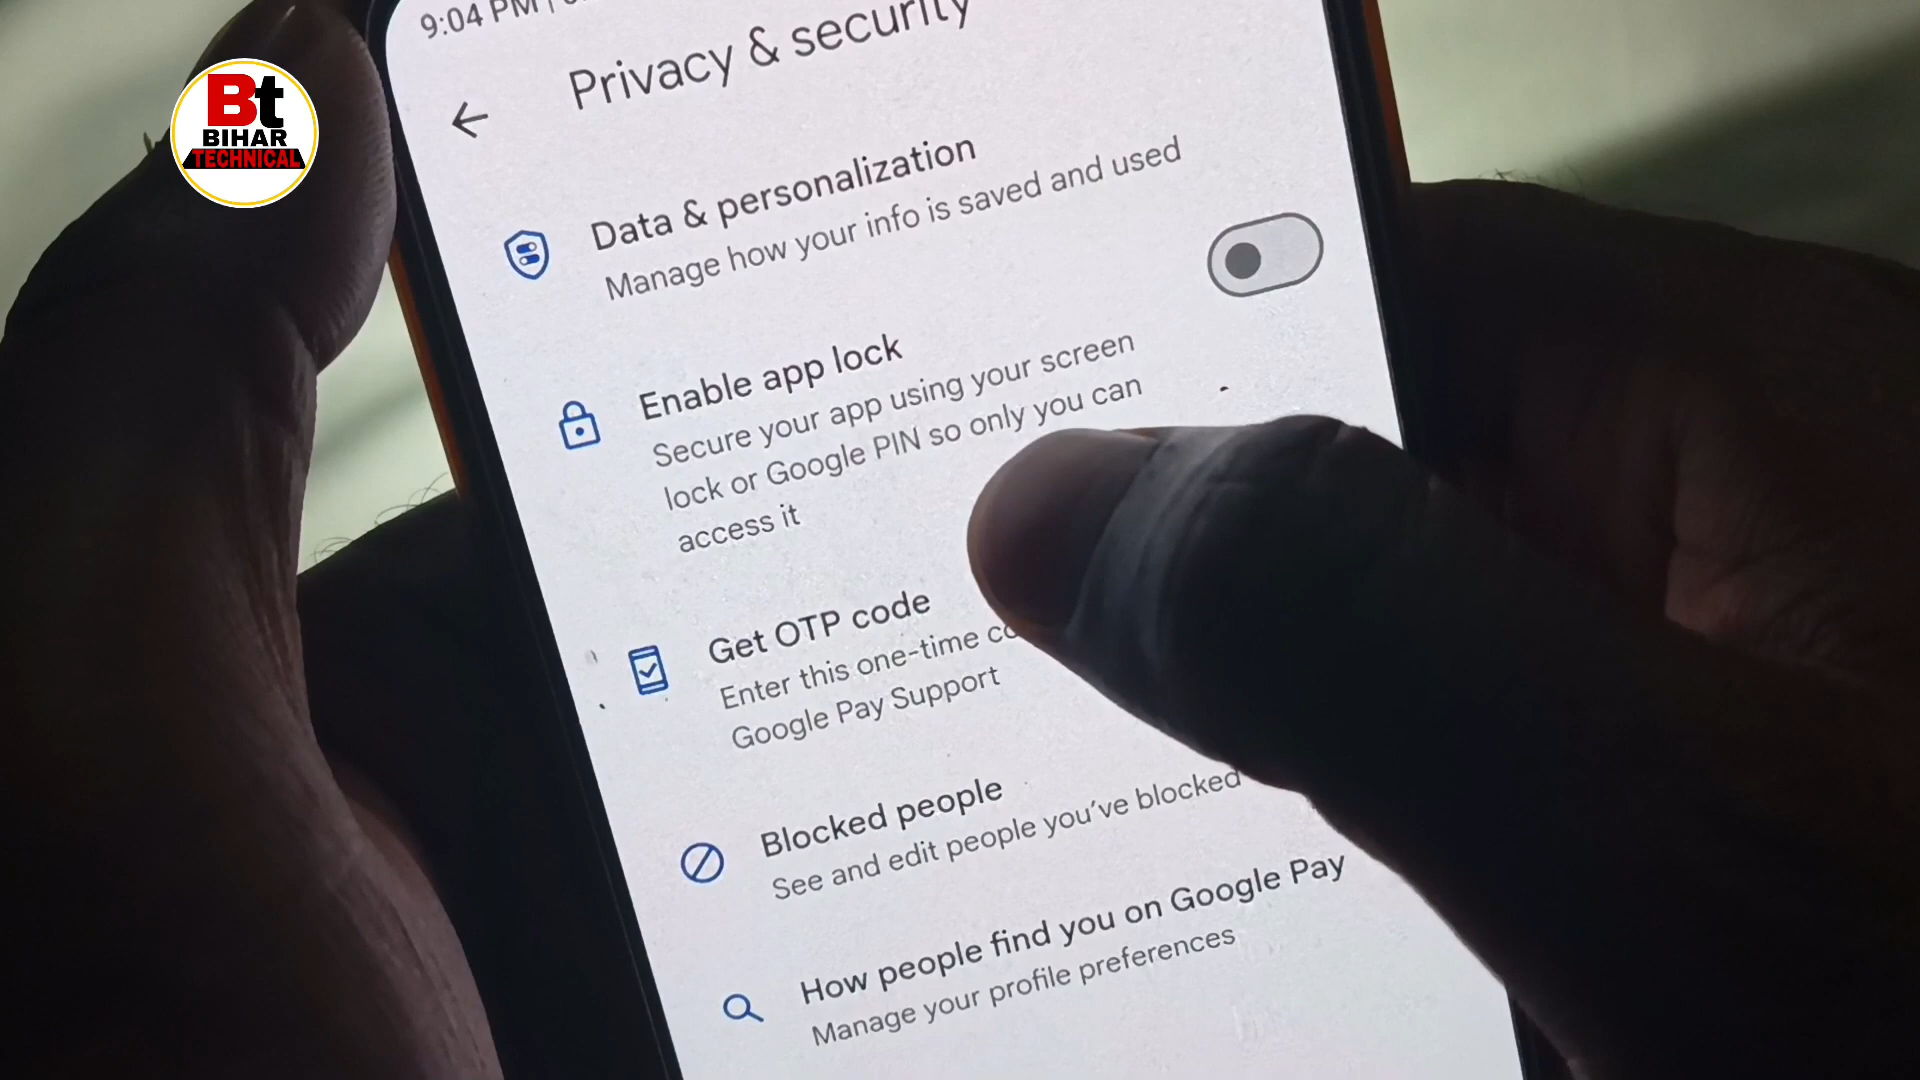 9:04 PM
Privacy & security
Bt
BIHAR
TECHNICAL
Data & personalization
Manage how your info is saved and used
Enable app lock
Secure your app using your screen
lock or Google PIN so only you can
access it
Get OTP code
Enter this one-time
Google Pay Support
Blocked people
See and edit people you've blocked
How people find you on Google Pay
Manage your profile preferences